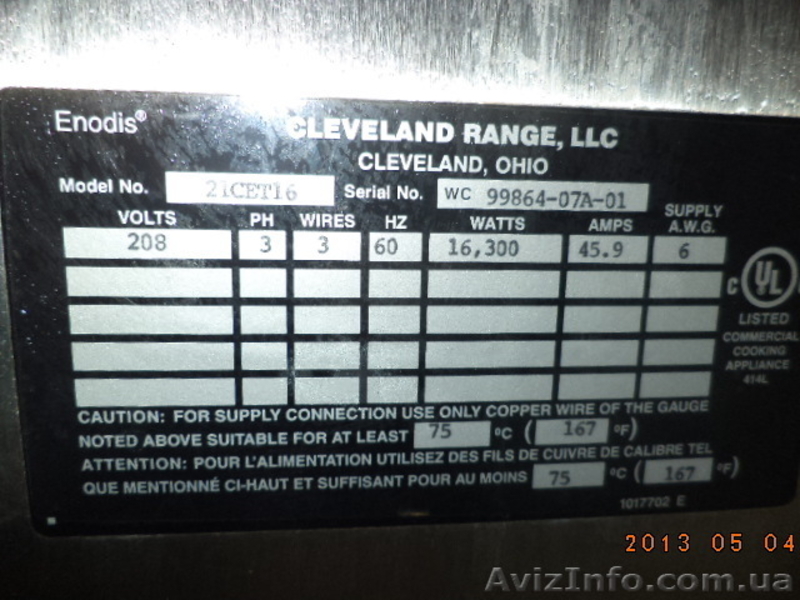 Enodis®
CLEVELAND RANGE, LLC
CLEVELAND, OHIO
Model No. 21CET16 Serial No. WC 99864-07A-01
VOLTS PH WIRES HZ WATTS AMPS SUPPLY A.W.G.
208 3 3 60 16,300 45.9 6
C UL
LISTED
COMMERCIAL
COOKING
APPLIANCE
414L
CAUTION: FOR SUPPLY CONNECTION USE ONLY COPPER WIRE OF THE GAUGE
NOTED ABOVE SUITABLE FOR AT LEAST 75 °C ( 167 °F)
ATTENTION: POUR L'ALIMENTATION UTILISEZ DES FILS DE CUIVRE DE CALIBRE TEL
QUE MENTIONNÉ CI-HAUT ET SUFFISANT POUR AU MOINS 75 °C ( 167 °F)
1017702 E
2013 05 04
AvizInfo.com.ua